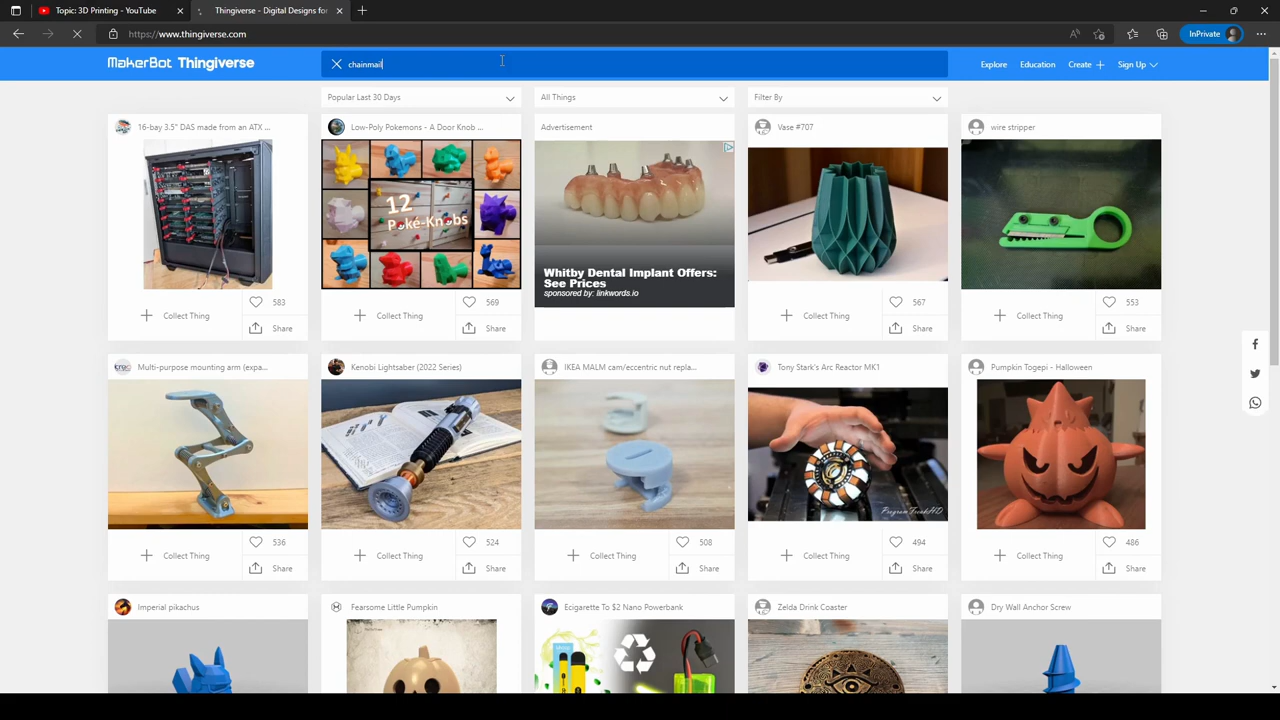 Topic: 3D Printing - YouTube
Thingiverse - Digital Designs for
https://www.thingiverse.com
InPrivate
MakerBot Thingiverse
chainmail
Explore
Education
Create
Sign Up
Popular Last 30 Days
All Things
Filter By
16-bay 3.5" DAS made from an ATX ...
Low-Poly Pokemons - A Door Knob ...
Advertisement
Vase #707
wire stripper
12
Poké-Knobs
Whitby Dental Implant Offers:
See Prices
sponsored by: linkwords.io
Collect Thing
583
Share
Collect Thing
569
Share
Collect Thing
567
Share
Collect Thing
553
Share
Multi-purpose mounting arm (expa...
Kenobi Lightsaber (2022 Series)
IKEA MALM cam/eccentric nut repla...
Tony Stark's Arc Reactor MK1
Pumpkin Togepi - Halloween
ProgramTreakHD
Collect Thing
536
Share
Collect Thing
524
Share
Collect Thing
508
Share
Collect Thing
494
Share
Collect Thing
486
Share
Imperial pikachus
Fearsome Little Pumpkin
Ecigarette To $2 Nano Powerbank
Zelda Drink Coaster
Dry Wall Anchor Screw